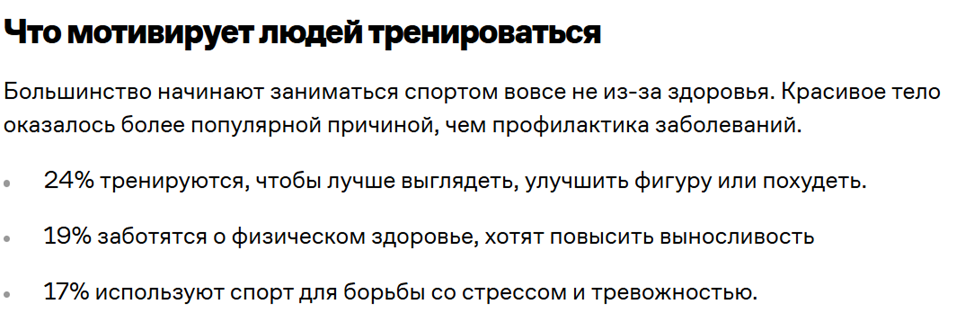 Что мотивирует людей тренироваться
Большинство начинают заниматься спортом вовсе не из-за здоровья. Красивое тело
оказалось более популярной причиной, чем профилактика заболеваний.
• 24% тренируются, чтобы лучше выглядеть, улучшить фигуру или похудеть.
• 19% заботятся о физическом здоровье, хотят повысить выносливость
• 17% используют спорт для борьбы со стрессом и тревожностью.